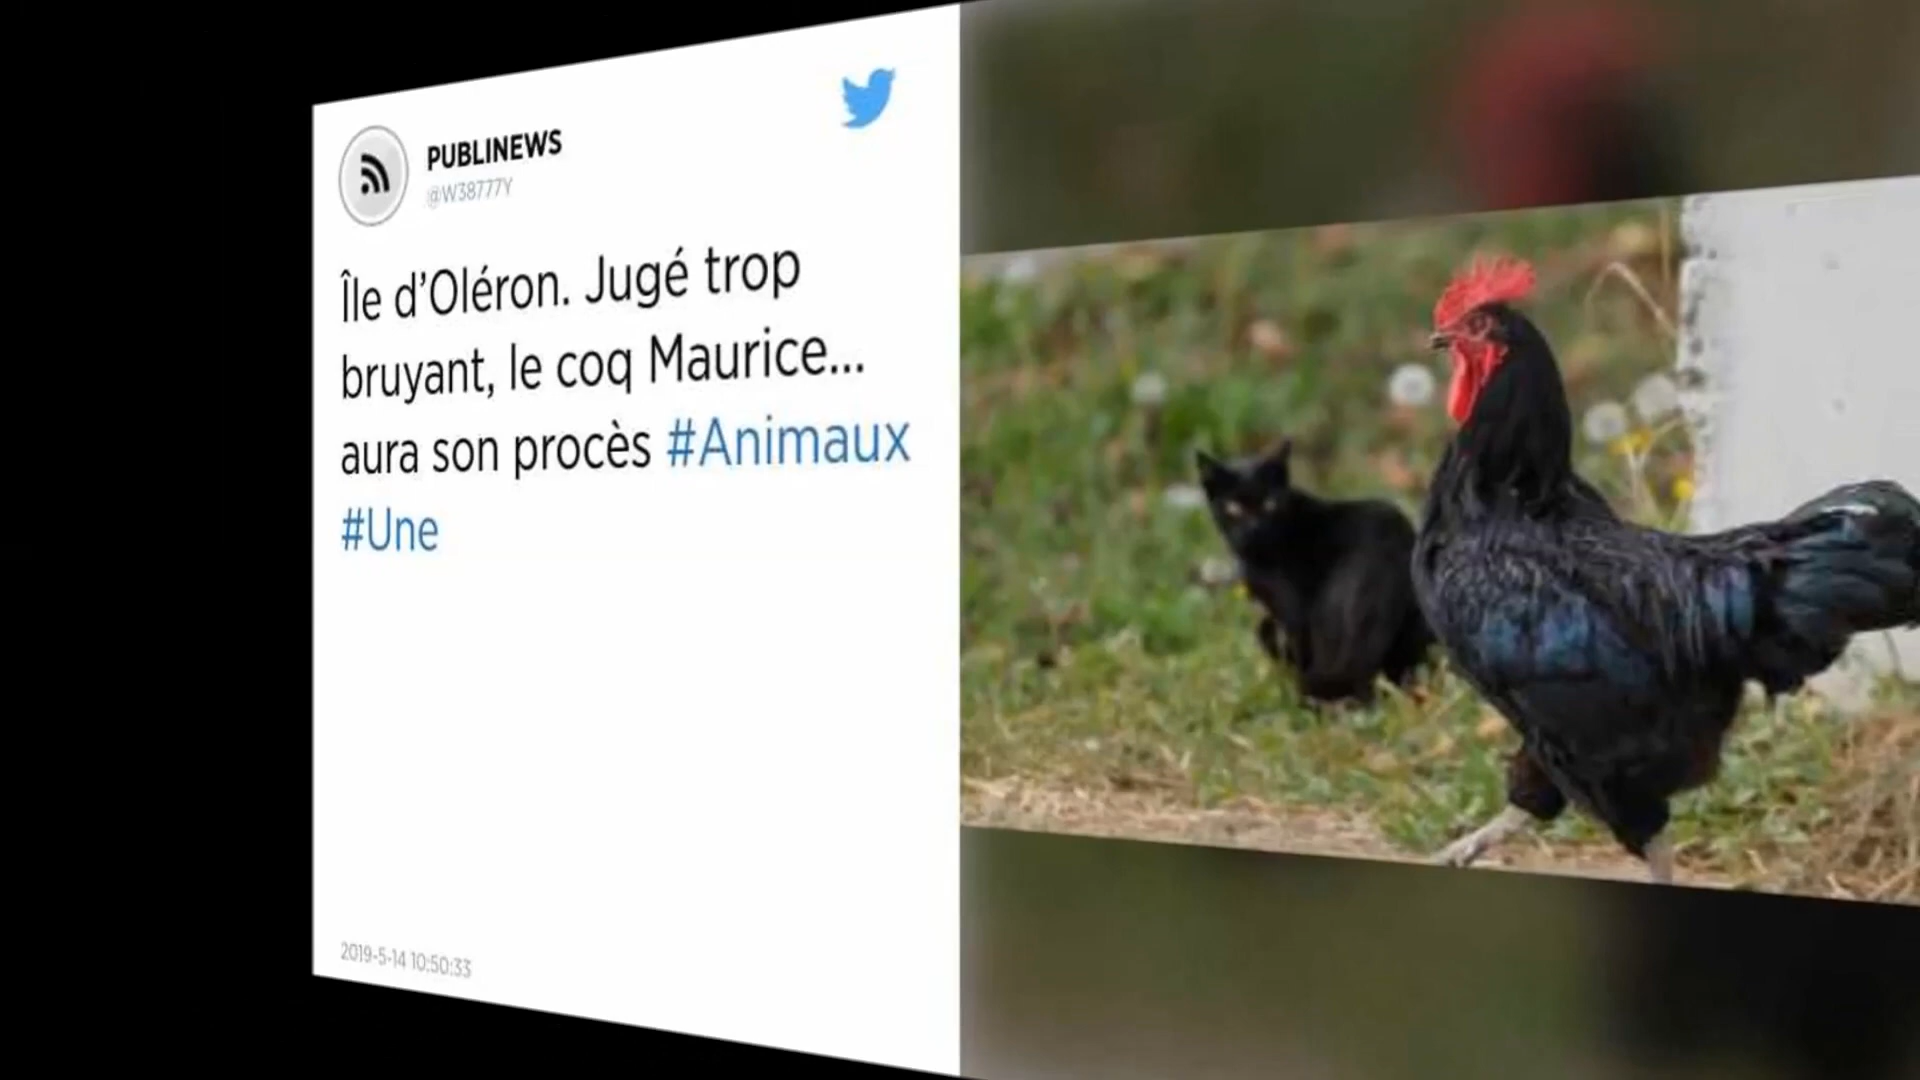 PUBLINEWS
@W38777Y
Île d'Oléron. Jugé trop
bruyant, le coq Maurice...
aura son procès #Animaux
#Une
2019-5-14 10:50:33